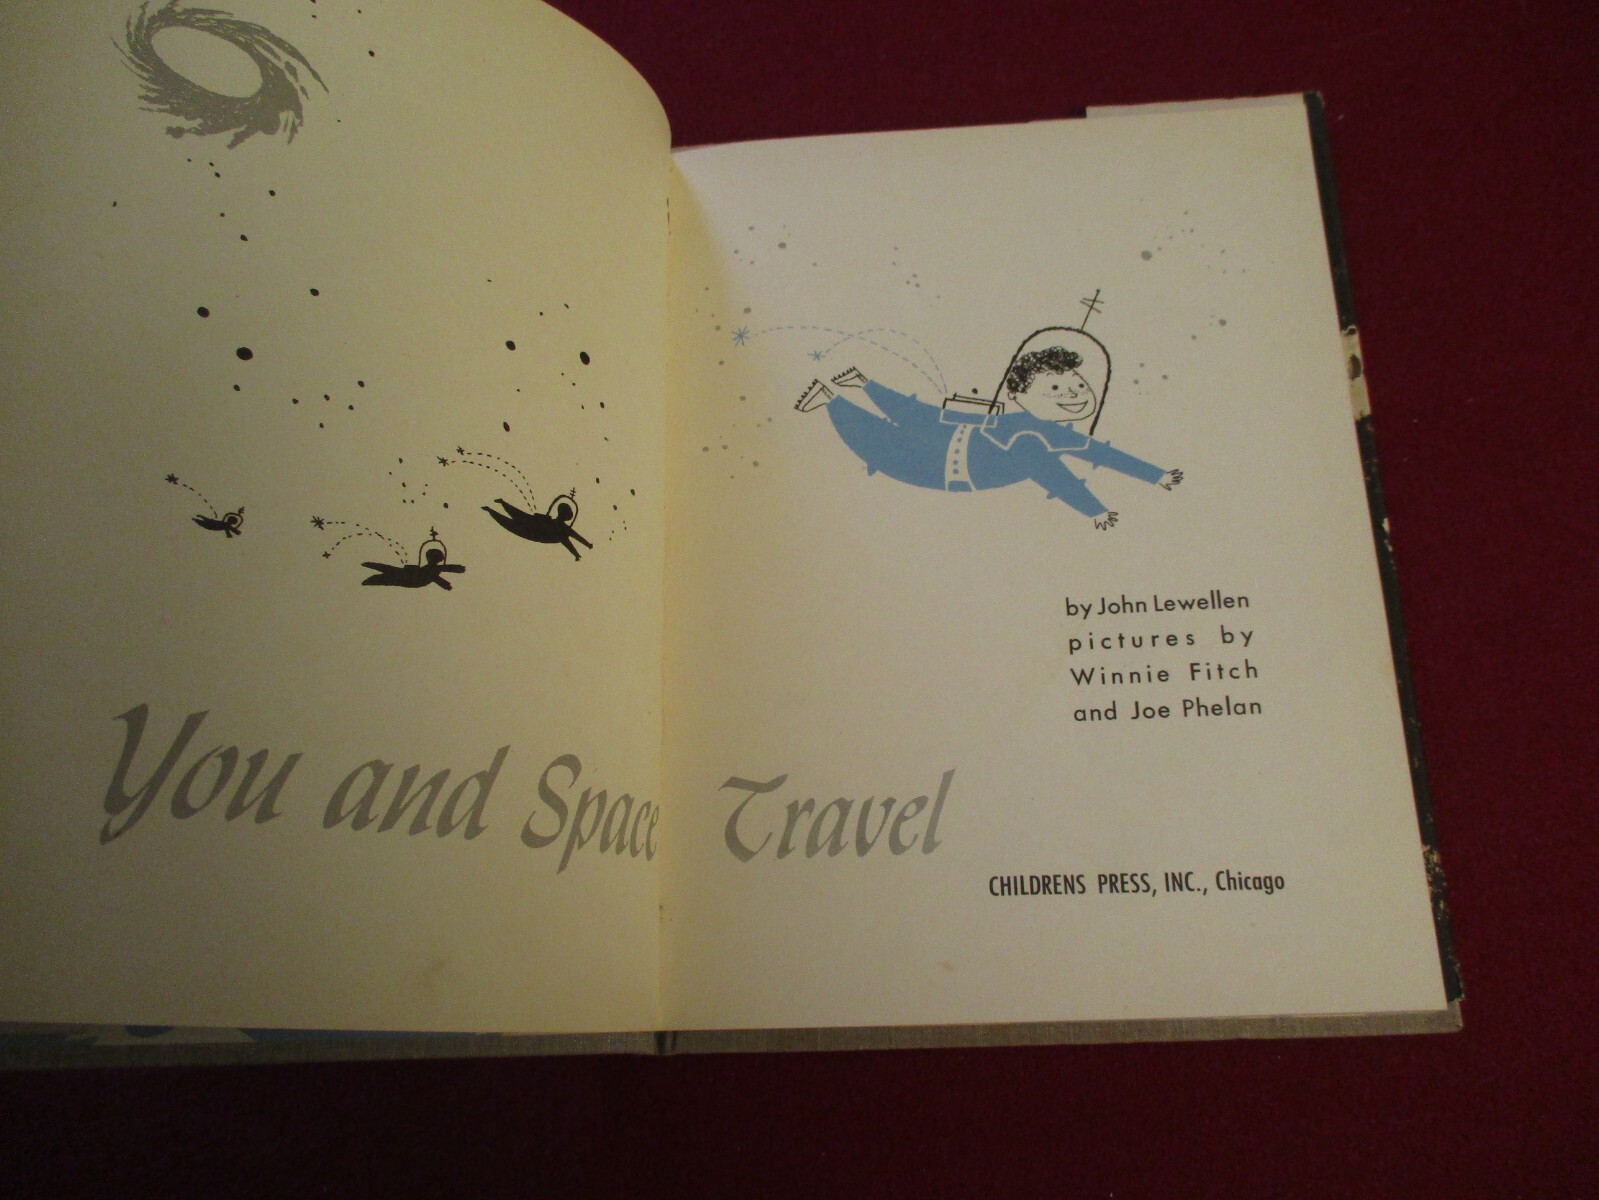 by John Lewellen
pictures by
Winnie Fitch
and Joe Phelan
You and Space Travel
CHILDRENS PRESS, INC., Chicago